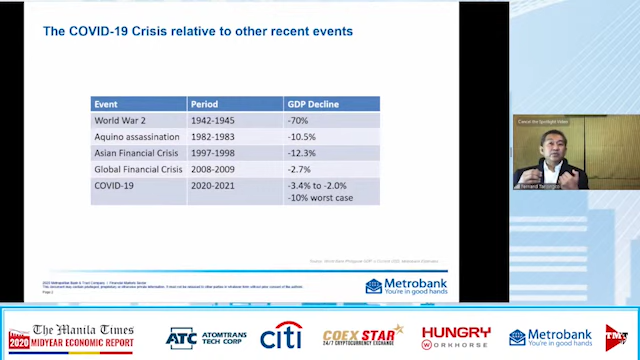 The COVID-19 Crisis relative to other recent events
Event Period GDP Decline
World War 2 1942-1945 -70%
Aquino assassination 1982-1983 -10.5%
Asian Financial Crisis 1997-1998 -12.3%
Global Financial Crisis 2008-2009 -2.7%
COVID-19 2020-2021 -3.4% to -2.0%
-10% worst case
Cancel the Spotlight Video
Metrobank
You're in good hands
2020
The Manila Times
MIDYEAR ECONOMIC REPORT
ATC ATOMTRANS
TECH CORP
citi
COEX STAR
24/7 CRYPTOCURRENCY EXCHANGE
HUNGRY
WORKHORSE
Metrobank
You're in good hands